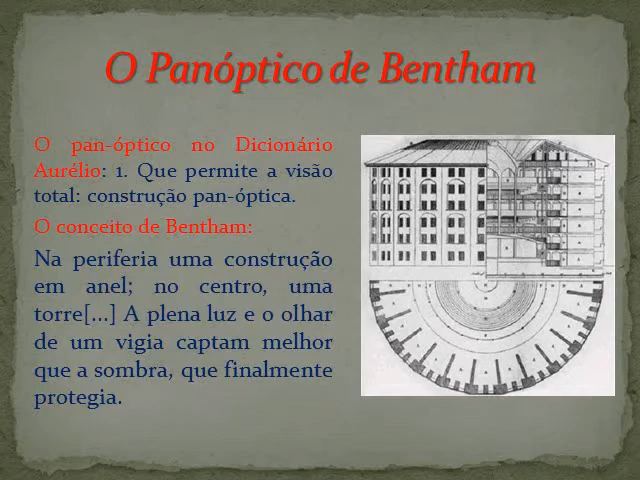 O Panóptico de Bentham
O pan-óptico no Dicionário
Aurélio: 1. Que permite a visão
total: construção pan-óptica.
O conceito de Bentham:
Na periferia uma construção
em anel; no centro, uma
torre[...] A plena luz e o olhar
de um vigia captam melhor
que a sombra, que finalmente
protegia.